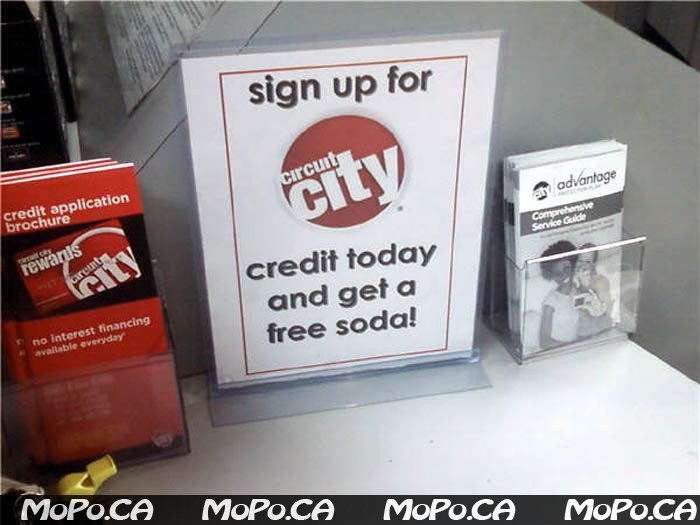 sign up for
circuit
city
credit today
and get a
free soda!
credit application
brochure
circuit city
rewards
circuit
city
no interest financing
available everyday
city
advantage
PROTECTION PLAN
Comprehensive
Service Guide
MoPo.CA MoPo.CA MoPo.CA MoPo.CA